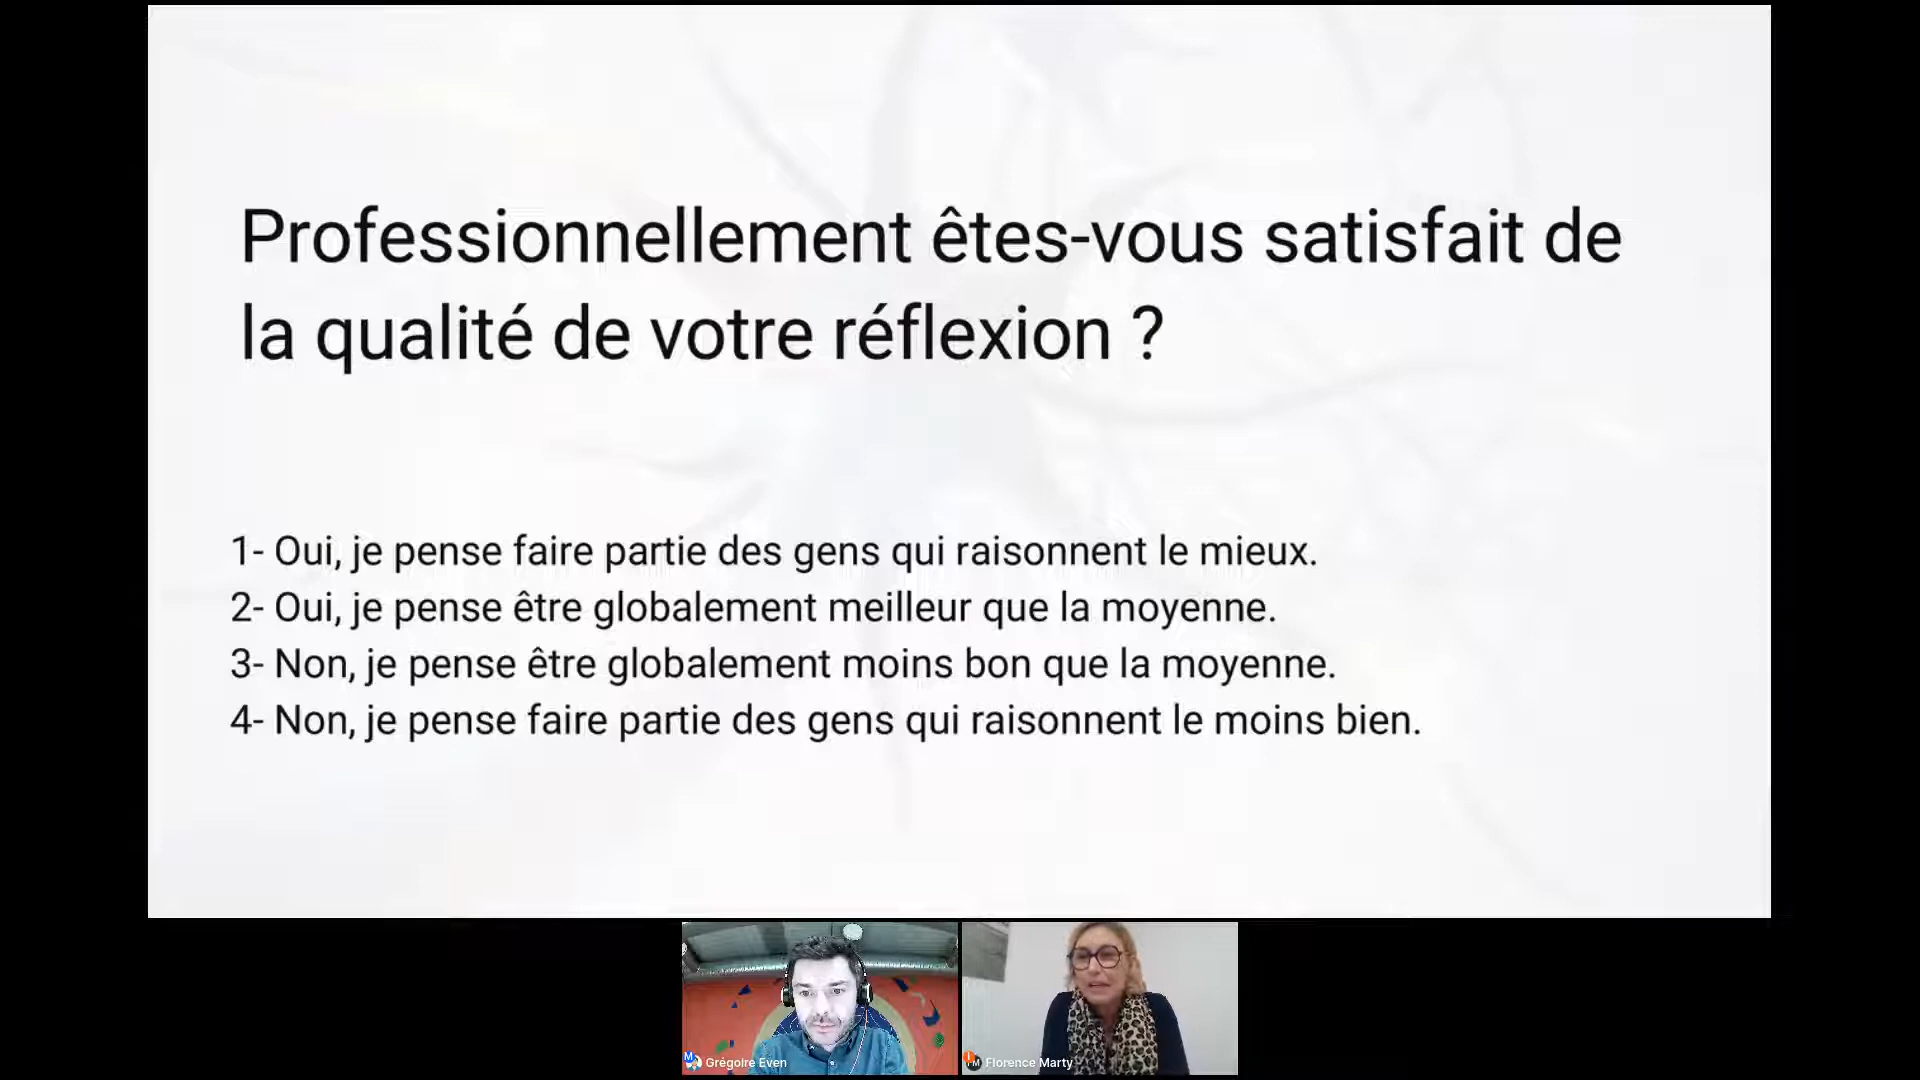 Professionnellement êtes-vous satisfait de
la qualité de votre réflexion ?
1- Oui, je pense faire partie des gens qui raisonnent le mieux.
2- Oui, je pense être globalement meilleur que la moyenne.
3- Non, je pense être globalement moins bon que la moyenne.
4- Non, je pense faire partie des gens qui raisonnent le moins bien.
Grégoire Even
Florence Marty